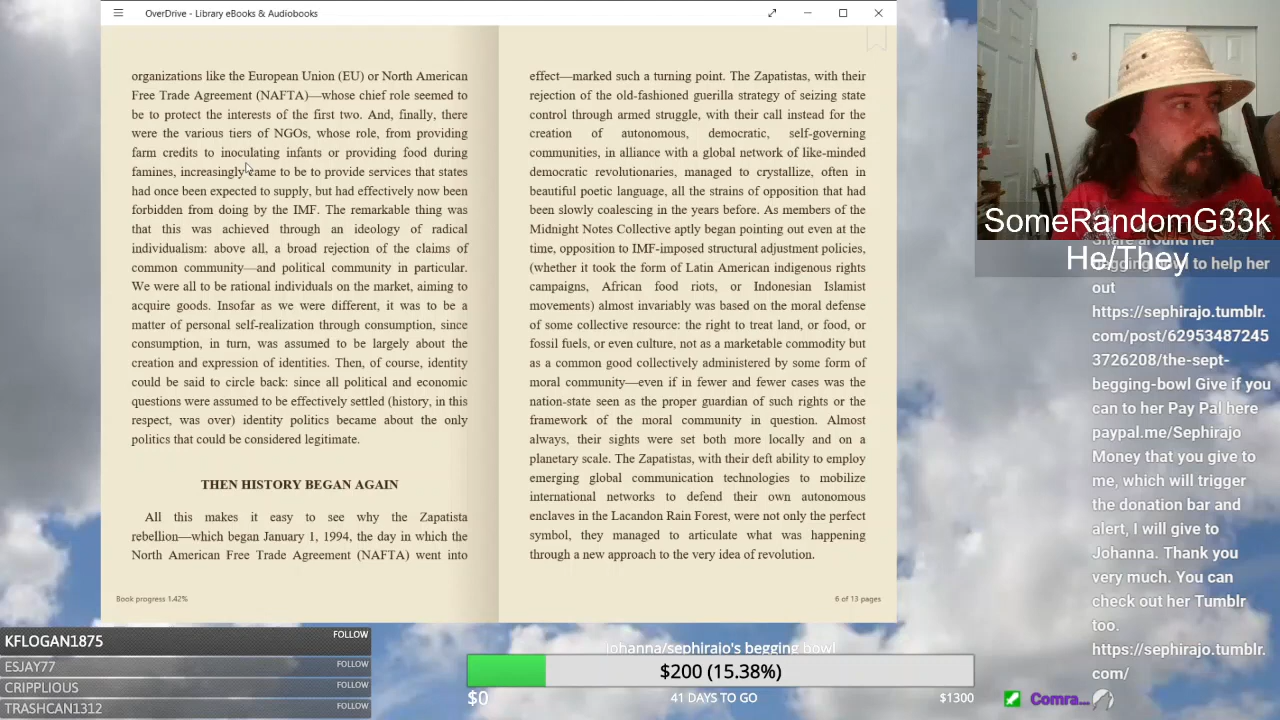 OverDrive - Library eBooks & Audiobooks
organizations like the European Union (EU) or North American
Free Trade Agreement (NAFTA)—whose chief role seemed to
be to protect the interests of the first two. And, finally, there
were the various tiers of NGOs, whose role, from providing
farm credits to inoculating infants or providing food during
famines, increasingly came to be to provide services that states
had once been expected to supply, but had effectively now been
forbidden from doing by the IMF. The remarkable thing was
that this was achieved through an ideology of radical
individualism: above all, a broad rejection of the claims of
common community—and political community in particular.
We were all to be rational individuals on the market, aiming to
acquire goods. Insofar as we were different, it was to be a
matter of personal self-realization through consumption, since
consumption, in turn, was assumed to be largely about the
creation and expression of identities. Then, of course, identity
could be said to circle back: since all political and economic
questions were assumed to be effectively settled (history, in this
respect, was over) identity politics became about the only
politics that could be considered legitimate.
THEN HISTORY BEGAN AGAIN
All this makes it easy to see why the Zapatista
rebellion—which began January 1, 1994, the day in which the
North American Free Trade Agreement (NAFTA) went into
Book progress 1.42%
effect—marked such a turning point. The Zapatistas, with their
rejection of the old-fashioned guerilla strategy of seizing state
control through armed struggle, with their call instead for the
creation of autonomous, democratic, self-governing
communities, in alliance with a global network of like-minded
democratic revolutionaries, managed to crystallize, often in
beautiful poetic language, all the strains of opposition that had
been slowly coalescing in the years before. As members of the
Midnight Notes Collective aptly began pointing out even at the
time, opposition to IMF-imposed structural adjustment policies,
(whether it took the form of Latin American indigenous rights
campaigns, African food riots, or Indonesian Islamist
movements) almost invariably was based on the moral defense
of some collective resource: the right to treat land, or food, or
fossil fuels, or even culture, not as a marketable commodity but
as a common good collectively administered by some form of
moral community—even if in fewer and fewer cases was the
nation-state seen as the proper guardian of such rights or the
framework of the moral community in question. Almost
always, their sights were set both more locally and on a
planetary scale. The Zapatistas, with their deft ability to employ
emerging global communication technologies to mobilize
international networks to defend their own autonomous
enclaves in the Lacandon Rain Forest, were not only the perfect
symbol, they managed to articulate what was happening
through a new approach to the very idea of revolution.
6 of 13 pages
SomeRandomG33k
He/They
Share around her
begging bowl to help her
out
https://sephirajo.tumblr.
com/post/62953487245
3726208/the-sept-
begging-bowl Give if you
can to her Pay Pal here
paypal.me/Sephirajo
Money that you give to
me, which will trigger
the donation bar and
alert, I will give to
Johanna. Thank you
very much. You can
check out her Tumblr
too.
https://sephirajo.tumblr.
com/
KFLOGAN1875 FOLLOW
ESJAY77 FOLLOW
CRIPPLIOUS FOLLOW
TRASHCAN1312 FOLLOW
johanna/sephirajo's begging bowl
$200 (15.38%)
$0 41 DAYS TO GO $1300
Comra...